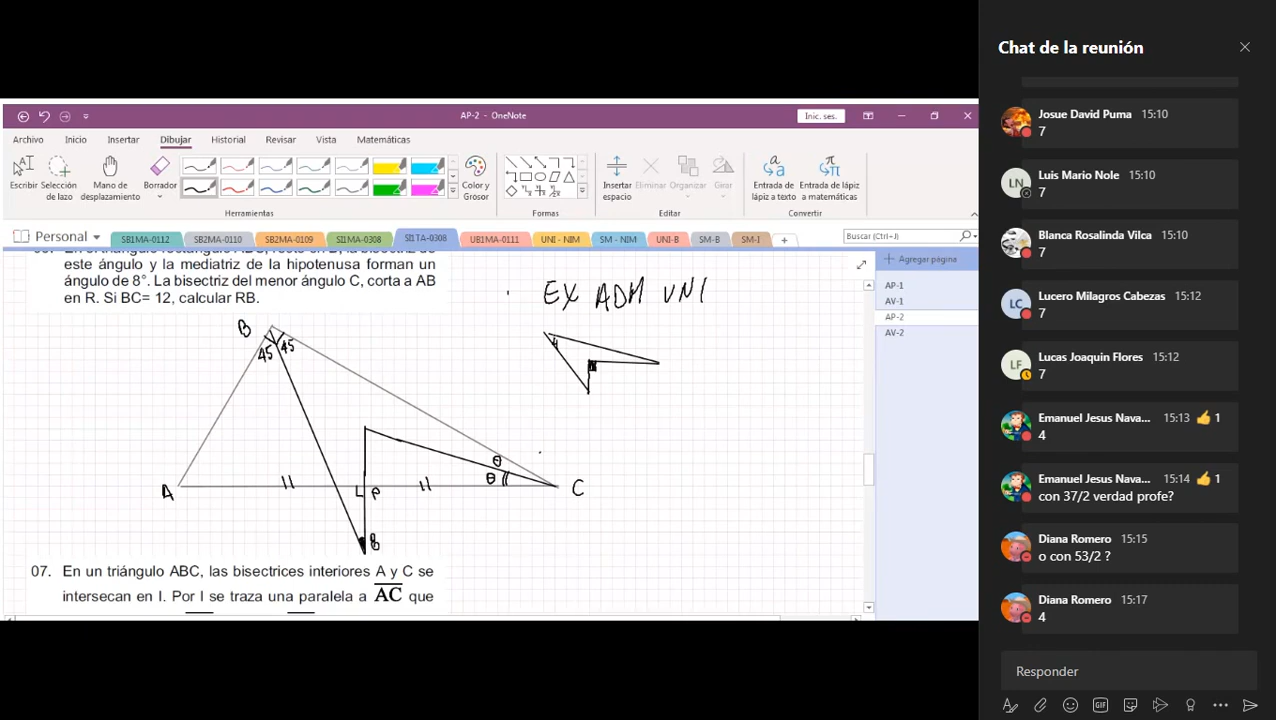 Chat de la reunión
AP-2 - OneNote
Inic. ses.
Archivo Inicio Insertar Dibujar Historial Revisar Vista Matemáticas
Escribir Selección de lazo Mano de desplazamiento Borrador Color y Grosor Insertar espacio Eliminar Organizar Girar Entrada de lápiz a texto Entrada de lápiz a matemáticas
Herramientas Formas Editar Convertir
Personal SB1MA-0112 SB2MA-0110 SB2MA-0109 SI1MA-0308 SI1TA-0308 UB1MA-0111 UNI - NIM SM - NIM UNI-B SM-B SM-I Buscar (Ctrl+J)
Agregar página
AP-1
AV-1
AP-2
AV-2
este ángulo y la mediatriz de la hipotenusa forman un
ángulo de 8°. La bisectriz del menor ángulo C, corta a AB
en R. Si BC= 12, calcular RB.
EX ADM UNI
B
45 45
θ
θ
A
P
C
8
07. En un triángulo ABC, las bisectrices interiores A y C se
intersecan en I. Por I se traza una paralela a AC que
Josue David Puma 15:10
7
LN Luis Mario Nole 15:10
7
Blanca Rosalinda Vilca 15:10
7
LC Lucero Milagros Cabezas 15:12
7
LF Lucas Joaquin Flores 15:12
7
Emanuel Jesus Nava... 15:13 👍 1
4
Emanuel Jesus Nava... 15:14 👍 1
con 37/2 verdad profe?
Diana Romero 15:15
o con 53/2 ?
Diana Romero 15:17
4
Responder